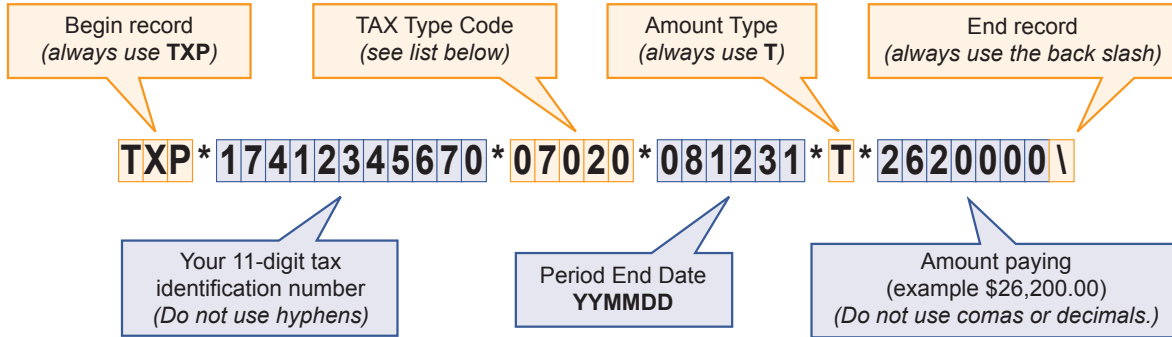 Begin record
(always use TXP)
TAX Type Code
(see list below)
Amount Type
(always use T)
End record
(always use the back slash)
TXP*17412345670*07020*081231*T*2620000\
Your 11-digit tax
identification number
(Do not use hyphens)
Period End Date
YYMMDD
Amount paying
(example $26,200.00)
(Do not use comas or decimals.)